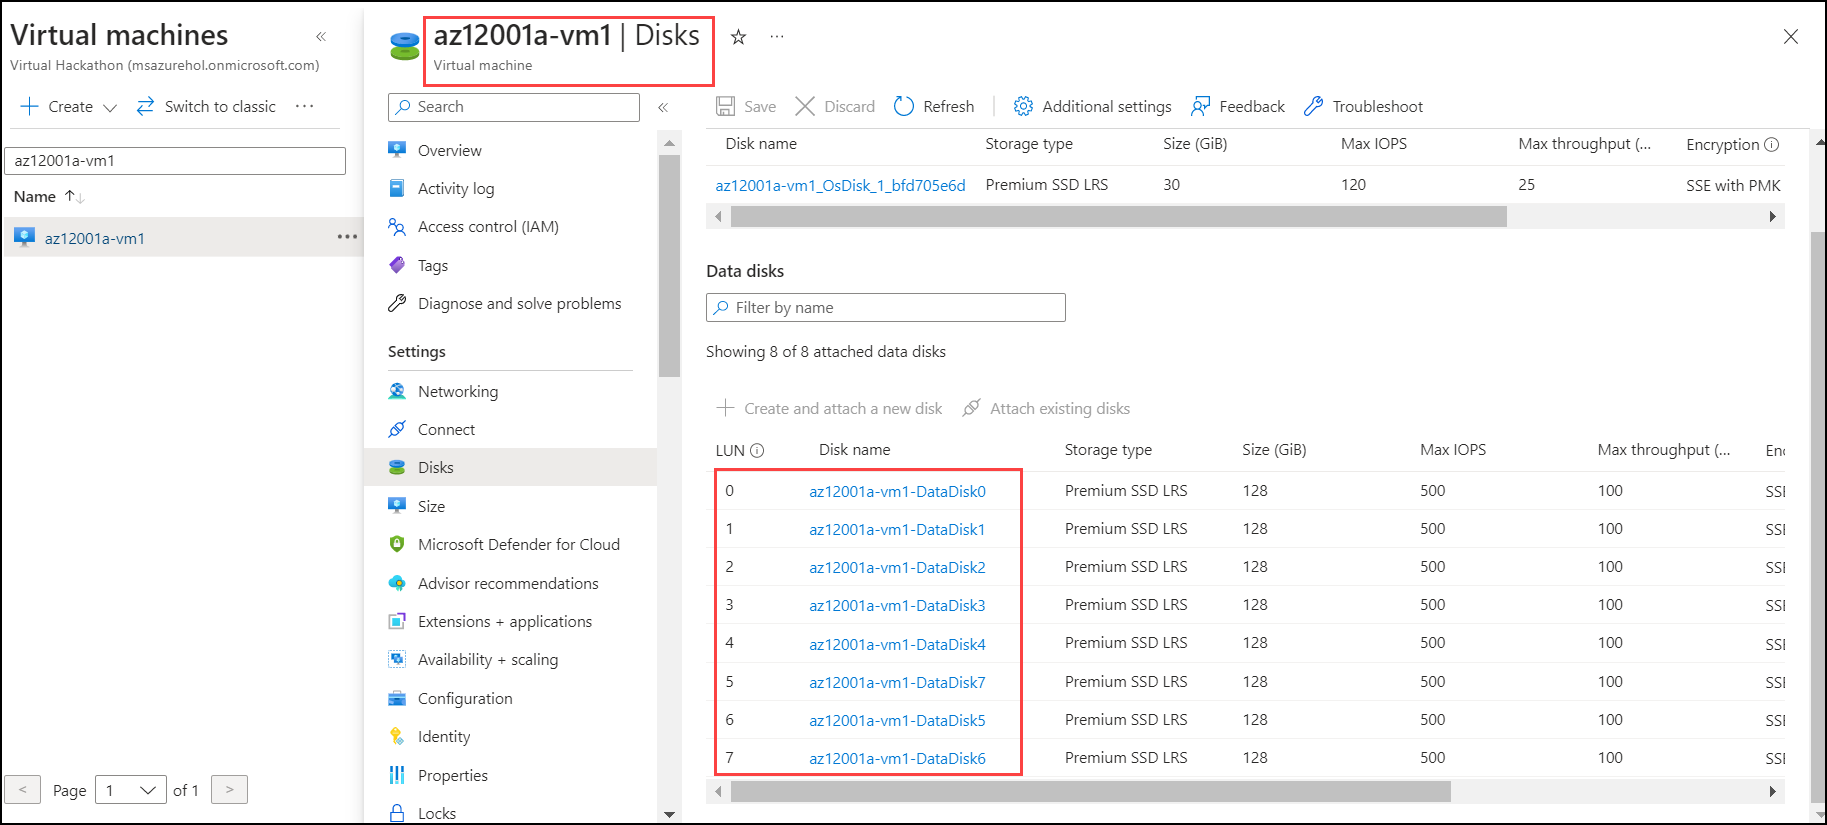 Virtual machines
«
Virtual Hackathon (msazurehol.onmicrosoft.com)
Create
Switch to classic
...
az12001a-vm1
Name ↑↓
az12001a-vm1
...
< Page 1 of 1 >
az12001a-vm1 | Disks
...
Virtual machine
Search
«
Overview
Activity log
Access control (IAM)
Tags
Diagnose and solve problems
Settings
Networking
Connect
Disks
Size
Microsoft Defender for Cloud
Advisor recommendations
Extensions + applications
Availability + scaling
Configuration
Identity
Properties
Locks
Save Discard Refresh Additional settings Feedback Troubleshoot
Disk name Storage type Size (GiB) Max IOPS Max throughput (... Encryption
az12001a-vm1_OsDisk_1_bfd705e6d Premium SSD LRS 30 120 25 SSE with PMK
Data disks
Filter by name
Showing 8 of 8 attached data disks
Create and attach a new disk Attach existing disks
LUN Disk name Storage type Size (GiB) Max IOPS Max throughput (... Enc
0 az12001a-vm1-DataDisk0 Premium SSD LRS 128 500 100 SSE
1 az12001a-vm1-DataDisk1 Premium SSD LRS 128 500 100 SSE
2 az12001a-vm1-DataDisk2 Premium SSD LRS 128 500 100 SSE
3 az12001a-vm1-DataDisk3 Premium SSD LRS 128 500 100 SSE
4 az12001a-vm1-DataDisk4 Premium SSD LRS 128 500 100 SSE
5 az12001a-vm1-DataDisk7 Premium SSD LRS 128 500 100 SSE
6 az12001a-vm1-DataDisk5 Premium SSD LRS 128 500 100 SSE
7 az12001a-vm1-DataDisk6 Premium SSD LRS 128 500 100 SSE